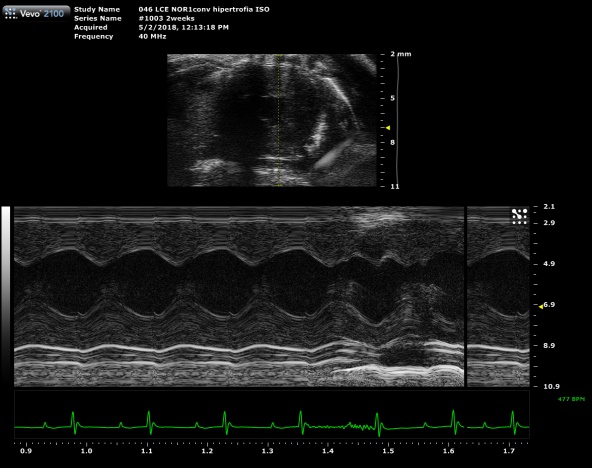 Vevo 2100
Study Name 046 LCE NOR1conv hipertrofia ISO
Series Name #1003 2weeks
Acquired 5/2/2018, 12:13:18 PM
Frequency 40 MHz
2 mm
5
8
11
2.1
2.9
4.9
6.9
8.9
10.9
477 BPM
0.9 1.0 1.1 1.2 1.3 1.4 1.5 1.6 1.7